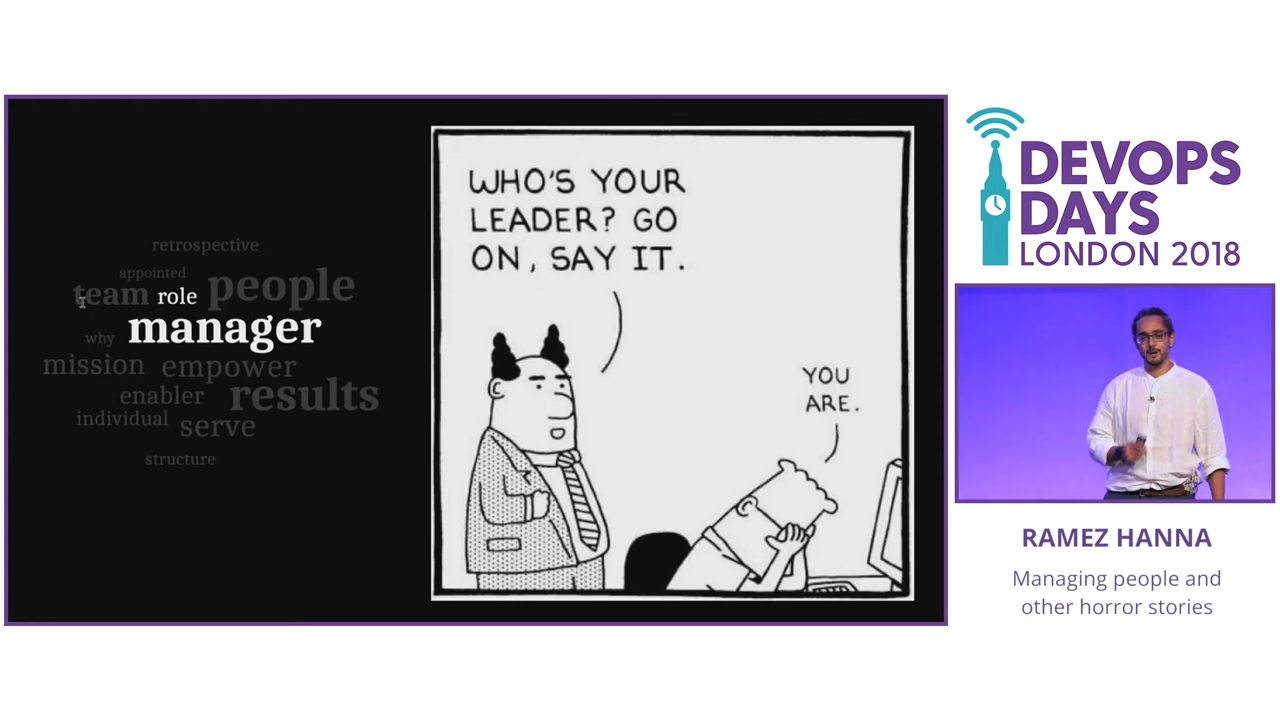 retrospective
appointed
team role people
manager
why
mission empower
enabler results
individual serve
structure
WHO'S YOUR
LEADER? GO
ON, SAY IT.
YOU
ARE.
DEVOPS
DAYS
LONDON 2018
RAMEZ HANNA
Managing people and
other horror stories